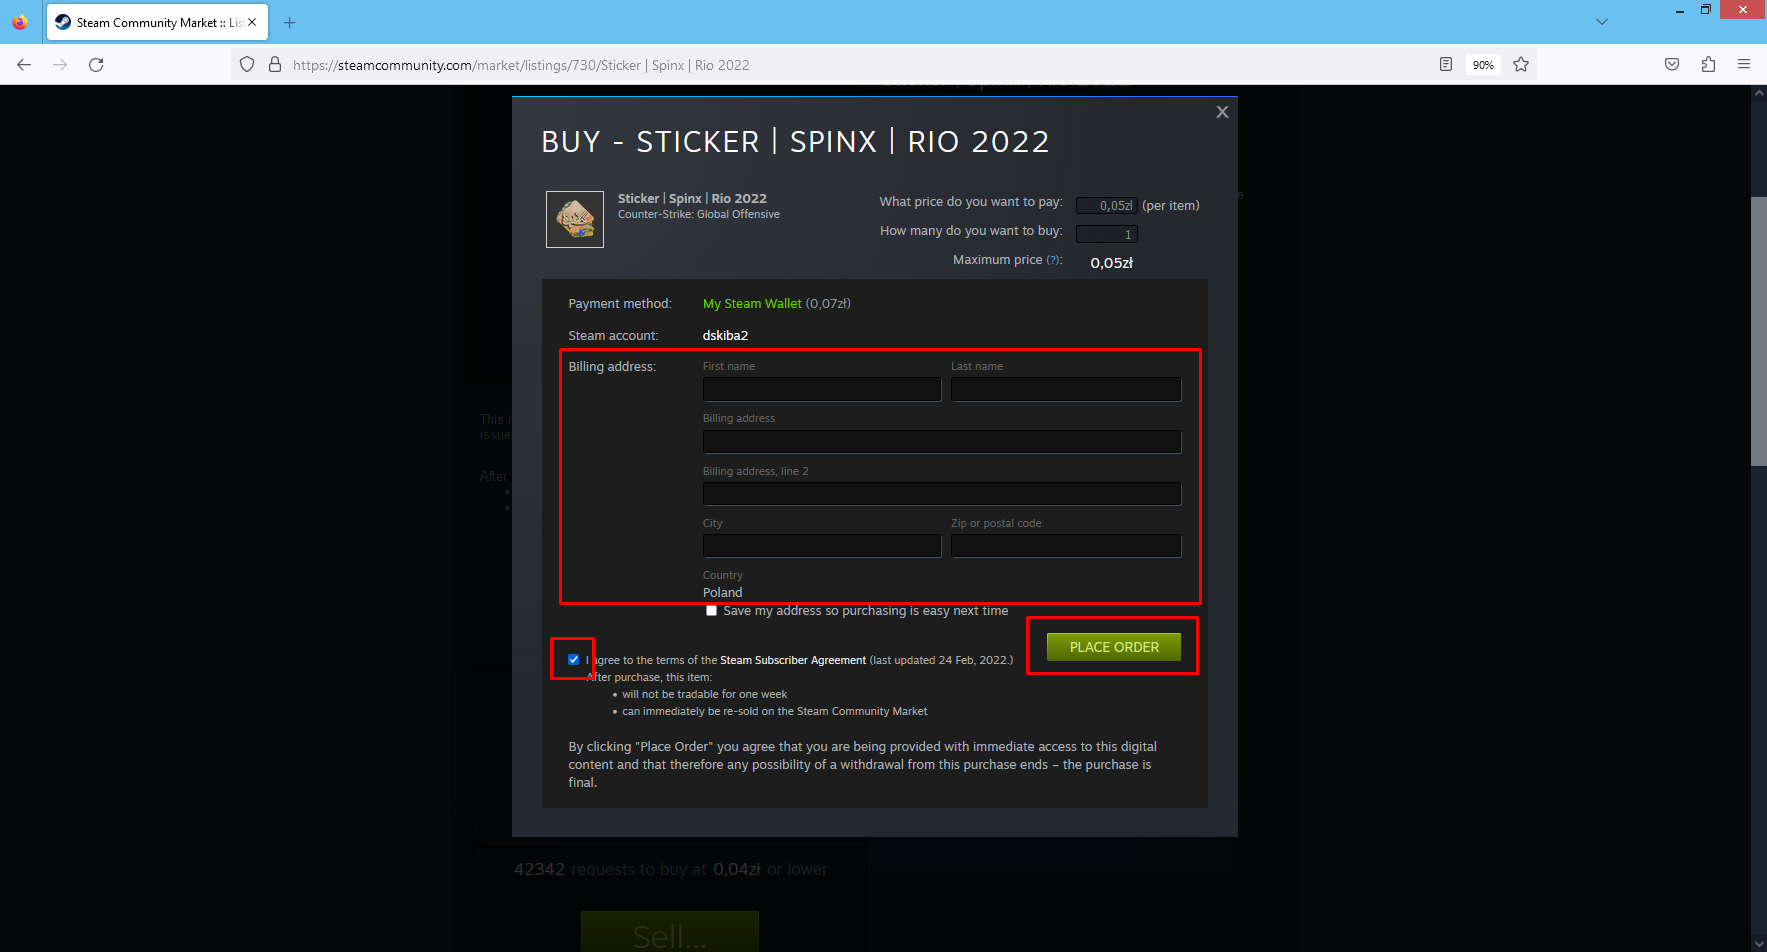 Steam Community Market :: Lis
https://steamcommunity.com/market/listings/730/Sticker | Spinx | Rio 2022
90%
X
BUY - STICKER | SPINX | RIO 2022
Sticker | Spinx | Rio 2022
Counter-Strike: Global Offensive
What price do you want to pay: 0,05zł (per item)
How many do you want to buy: 1
Maximum price (?): 0,05zł
Payment method: My Steam Wallet (0,07zł)
Steam account: dskiba2
Billing address:
First name Last name
Billing address
Billing address, line 2
City Zip or postal code
Country
Poland
Save my address so purchasing is easy next time
PLACE ORDER
I agree to the terms of the Steam Subscriber Agreement (last updated 24 Feb, 2022.)
After purchase, this item:
• will not be tradable for one week
• can immediately be re-sold on the Steam Community Market
By clicking "Place Order" you agree that you are being provided with immediate access to this digital
content and that therefore any possibility of a withdrawal from this purchase ends – the purchase is
final.
This
issue
After
42342 requests to buy at 0,04zł or lower
Sell...